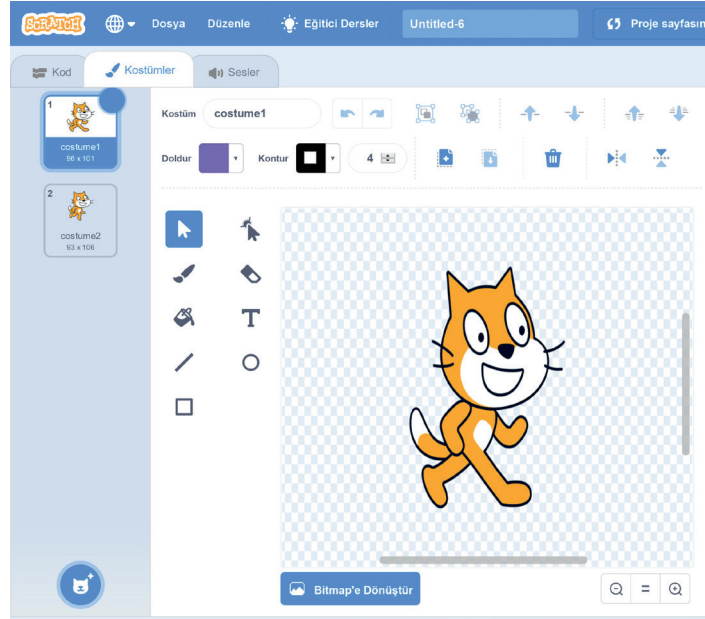 SCRATCH Dosya Düzenle Eğitici Dersler Untitled-6 Proje sayfasın
Kod Kostümler Sesler
1
costume1
96 x 101
2
costume2
93 x 106
Kostüm costume1
Doldur Kontur 4
T
Bitmap'e Dönüştür